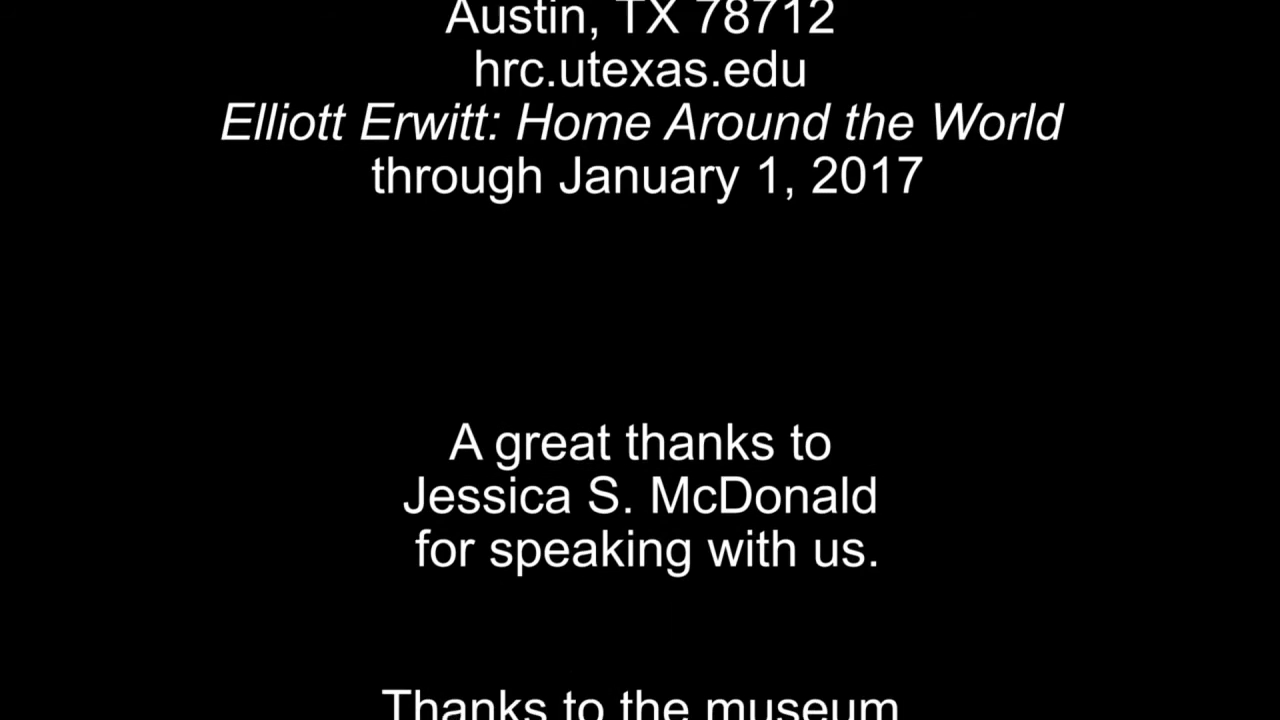 Austin, TX 78712
hrc.utexas.edu
Elliott Erwitt: Home Around the World
through January 1, 2017
A great thanks to
Jessica S. McDonald
for speaking with us.
Thanks to the museum